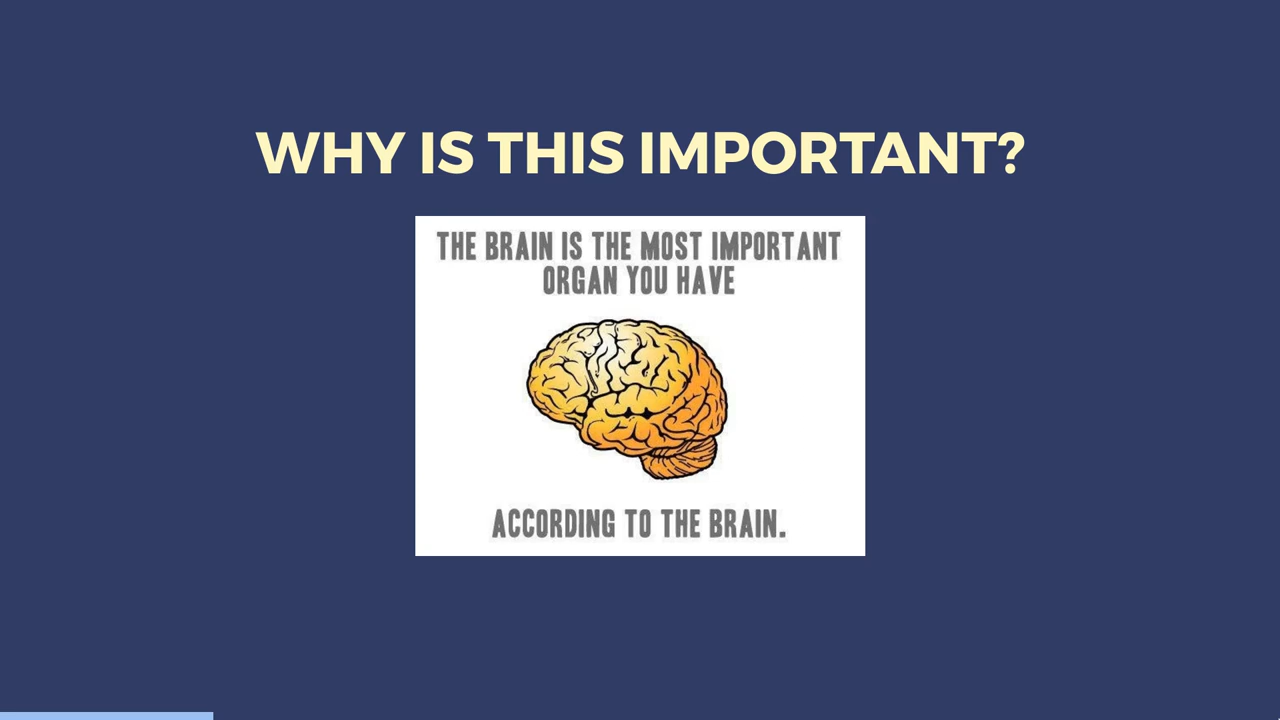 WHY IS THIS IMPORTANT?
THE BRAIN IS THE MOST IMPORTANT
ORGAN YOU HAVE
ACCORDING TO THE BRAIN.